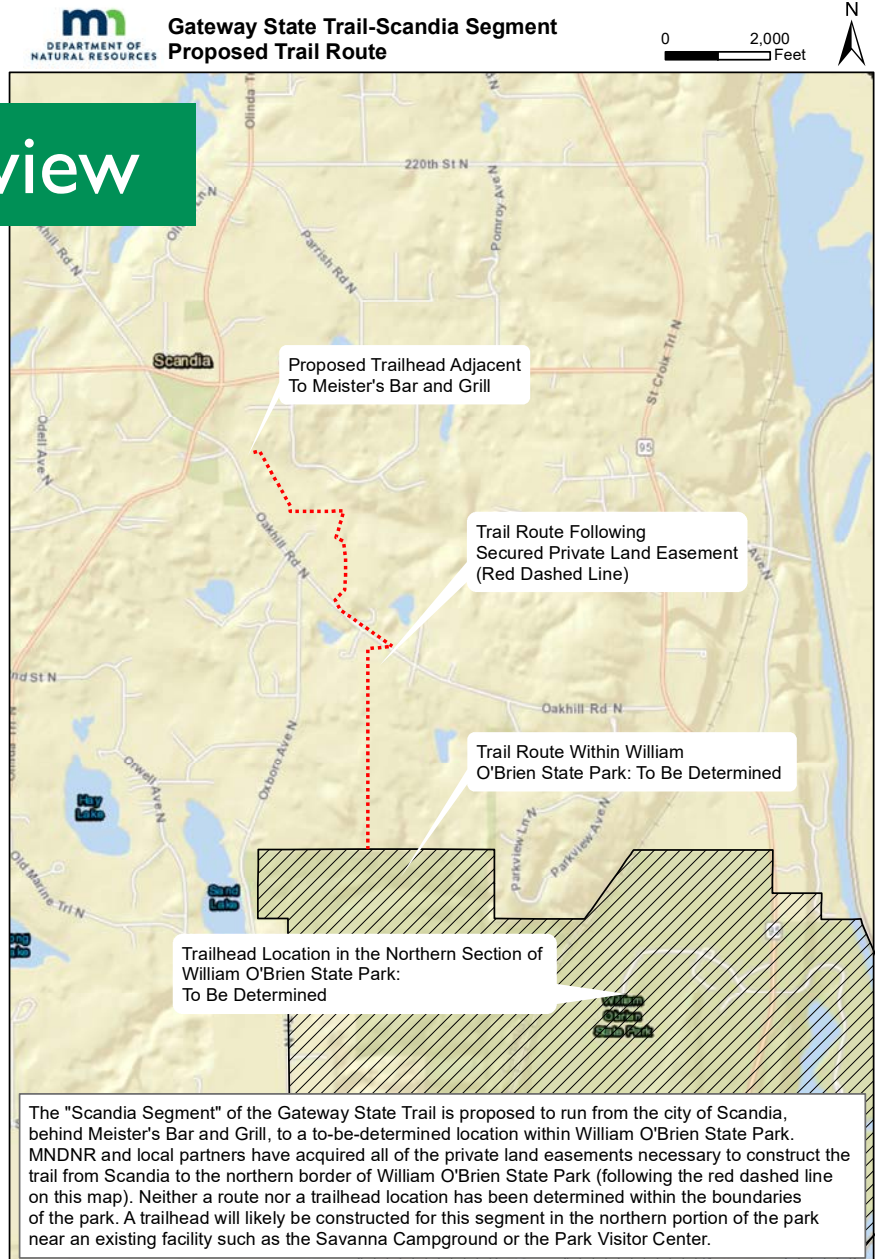 DEPARTMENT OF
NATURAL RESOURCES
Gateway State Trail-Scandia Segment
Proposed Trail Route
0 2,000
Feet
N
view
Olinda Tr
220th St N
Pomroy Ave N
Parrish Rd N
Ln N
Rd N
Scandia
St Croix Trl N
95
Odell Ave N
Proposed Trailhead Adjacent
To Meister's Bar and Grill
Oakhill Rd N
Trail Route Following
Secured Private Land Easement
(Red Dashed Line)
Ave N
nd St N
Oakhill Rd N
Oxboro Ave N
Orwell Ave N
Trail Route Within William
O'Brien State Park: To Be Determined
Hay
Lake
Parkview Ln N
Parkview Ave N
Old Marine Trl N
Sand
Lake
95
Trailhead Location in the Northern Section of
William O'Brien State Park:
To Be Determined
William
O'Brien
State Park
The "Scandia Segment" of the Gateway State Trail is proposed to run from the city of Scandia,
behind Meister's Bar and Grill, to a to-be-determined location within William O'Brien State Park.
MNDNR and local partners have acquired all of the private land easements necessary to construct the
trail from Scandia to the northern border of William O'Brien State Park (following the red dashed line
on this map). Neither a route nor a trailhead location has been determined within the boundaries
of the park. A trailhead will likely be constructed for this segment in the northern portion of the park
near an existing facility such as the Savanna Campground or the Park Visitor Center.